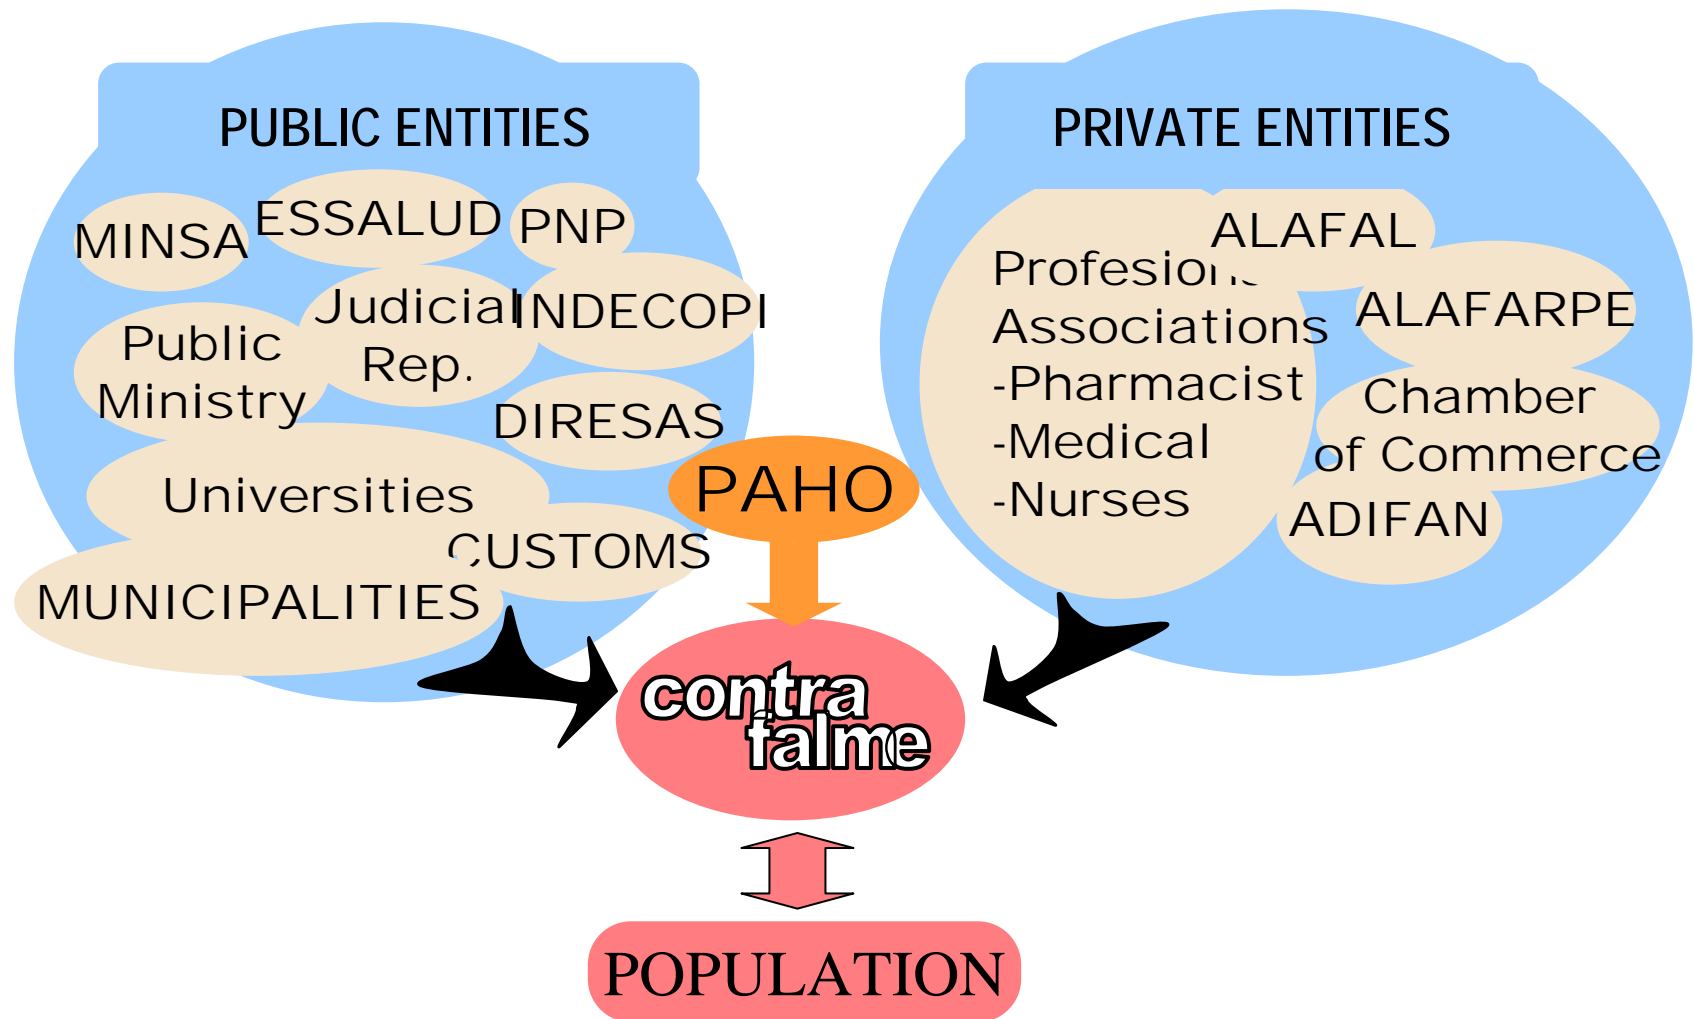 PUBLIC ENTITIES
MINSA
ESSALUD
PNP
Public
Ministry
Judicial
Rep.
INDECOPI
DIRESAS
Universities
CUSTOMS
MUNICIPALITIES
PAHO
PRIVATE ENTITIES
ALAFAL
Associations
-Pharmacist
-Medical
-Nurses
ALAFARPE
Chamber
of Commerce
ADIFAN
contra
falme
POPULATION